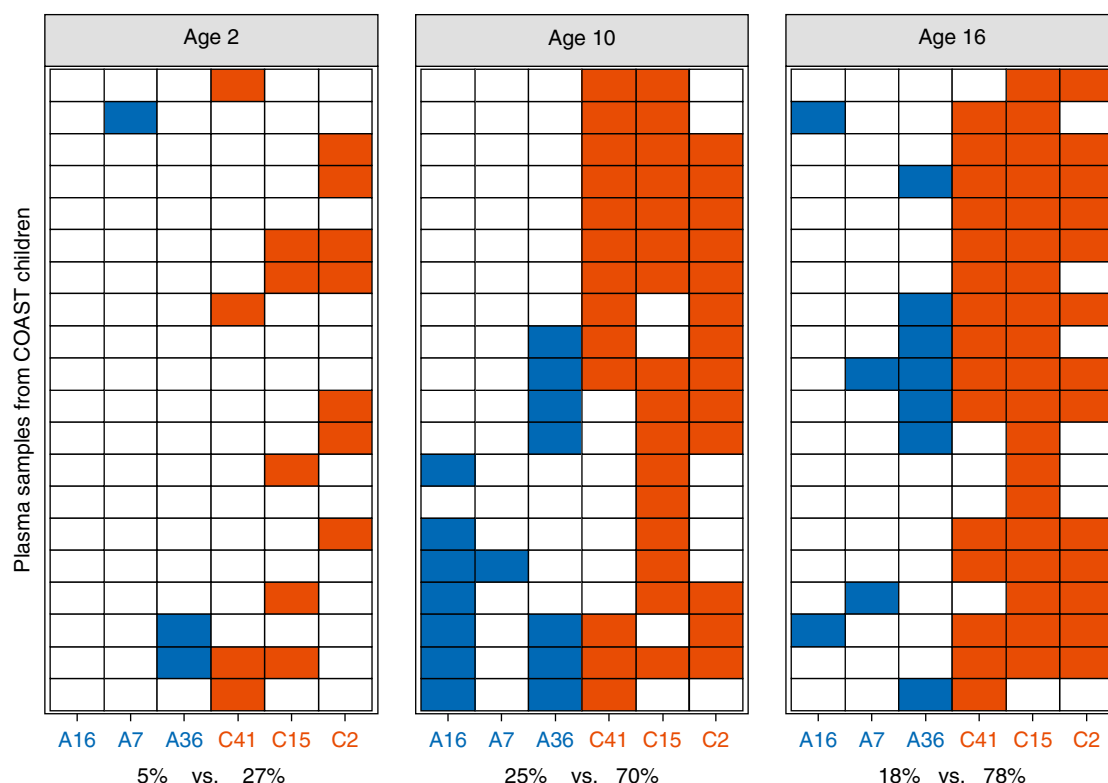 Age 2 Age 10 Age 16
Plasma samples from COAST children
A16 A7 A36 C41 C15 C2 A16 A7 A36 C41 C15 C2 A16 A7 A36 C41 C15 C2
5% vs. 27% 25% vs. 70% 18% vs. 78%